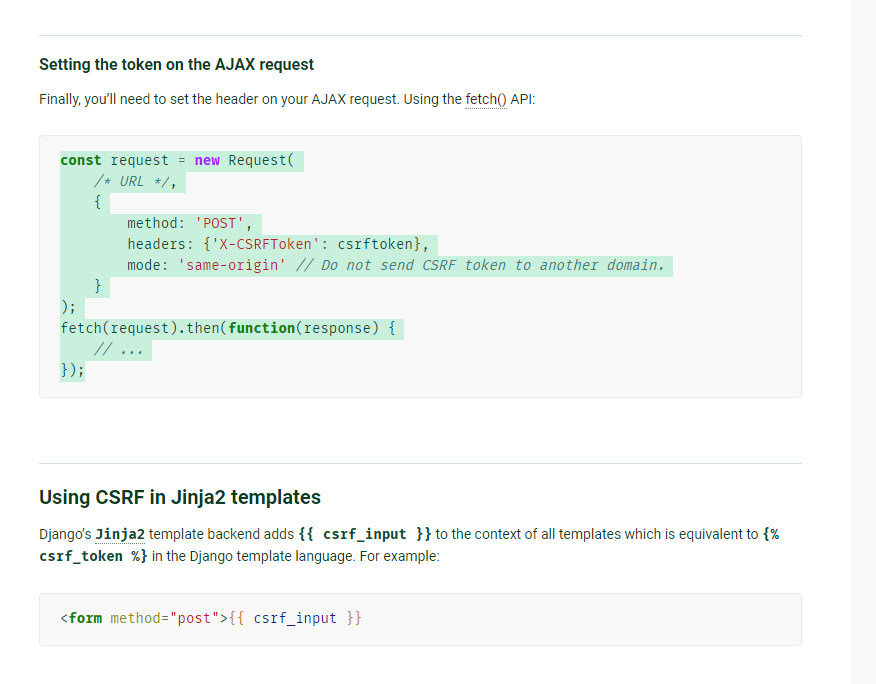 Setting the token on the AJAX request
Finally, you’ll need to set the header on your AJAX request. Using the fetch() API:
const request = new Request(
    /* URL */,
    {
        method: 'POST',
        headers: {'X-CSRFToken': csrftoken},
        mode: 'same-origin' // Do not send CSRF token to another domain.
    }
);
fetch(request).then(function(response) {
    // ...
});
Using CSRF in Jinja2 templates
Django’s Jinja2 template backend adds {{ csrf_input }} to the context of all templates which is equivalent to {%
csrf_token %} in the Django template language. For example:
<form method="post">{{ csrf_input }}